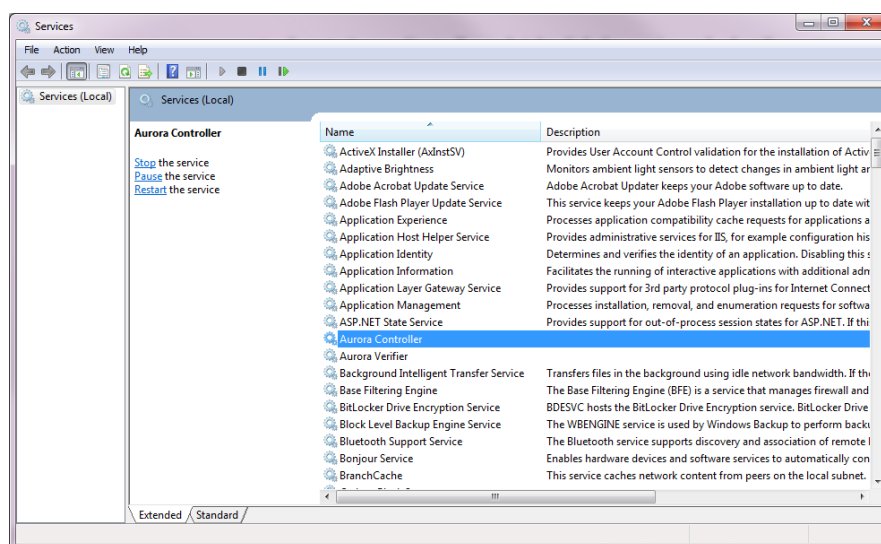 Services
File Action View Help
Services (Local)
Services (Local)
Aurora Controller
Stop the service
Pause the service
Restart the service
Name Description
ActiveX Installer (AxInstSV) Provides User Account Control validation for the installation of Activ
Adaptive Brightness Monitors ambient light sensors to detect changes in ambient light ar
Adobe Acrobat Update Service Adobe Acrobat Updater keeps your Adobe software up to date.
Adobe Flash Player Update Service This service keeps your Adobe Flash Player installation up to date wit
Application Experience Processes application compatibility cache requests for applications a
Application Host Helper Service Provides administrative services for IIS, for example configuration his
Application Identity Determines and verifies the identity of an application. Disabling this s
Application Information Facilitates the running of interactive applications with additional adm
Application Layer Gateway Service Provides support for 3rd party protocol plug-ins for Internet Connect
Application Management Processes installation, removal, and enumeration requests for softwa
ASP.NET State Service Provides support for out-of-process session states for ASP.NET. If this
Aurora Controller
Aurora Verifier
Background Intelligent Transfer Service Transfers files in the background using idle network bandwidth. If the
Base Filtering Engine The Base Filtering Engine (BFE) is a service that manages firewall and
BitLocker Drive Encryption Service BDESVC hosts the BitLocker Drive Encryption service. BitLocker Drive
Block Level Backup Engine Service The WBENGINE service is used by Windows Backup to perform backu
Bluetooth Support Service The Bluetooth service supports discovery and association of remote
Bonjour Service Enables hardware devices and software services to automatically con
BranchCache This service caches network content from peers on the local subnet.
Extended Standard